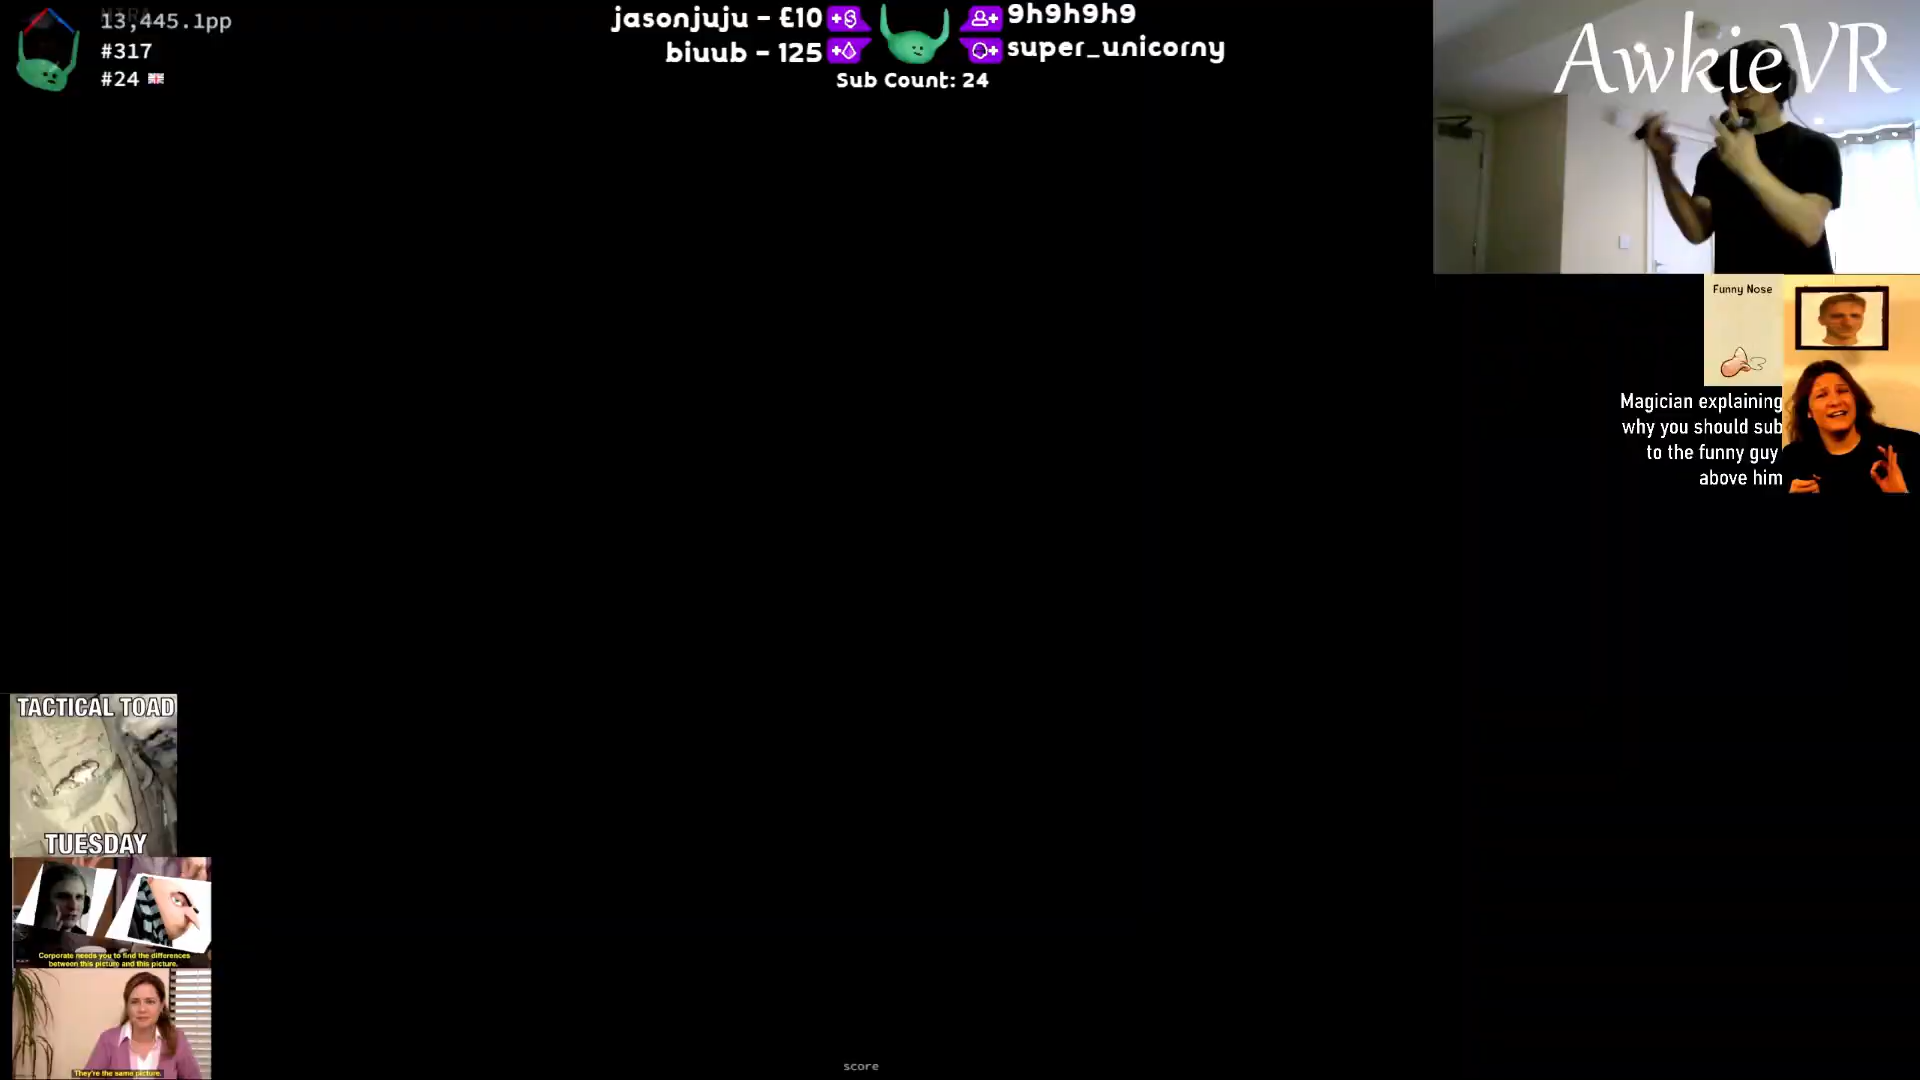 13,445.1pp
#317
#24
jasonjuju - £10
biuub - 125
9h9h9h9
super_unicorny
Sub Count: 24
AwkieVR
Funny Nose
Magician explaining
why you should sub
to the funny guy
above him
TACTICAL TOAD
TUESDAY
Corporate needs you to find the differences
between this picture and this picture.
They're the same picture.
score